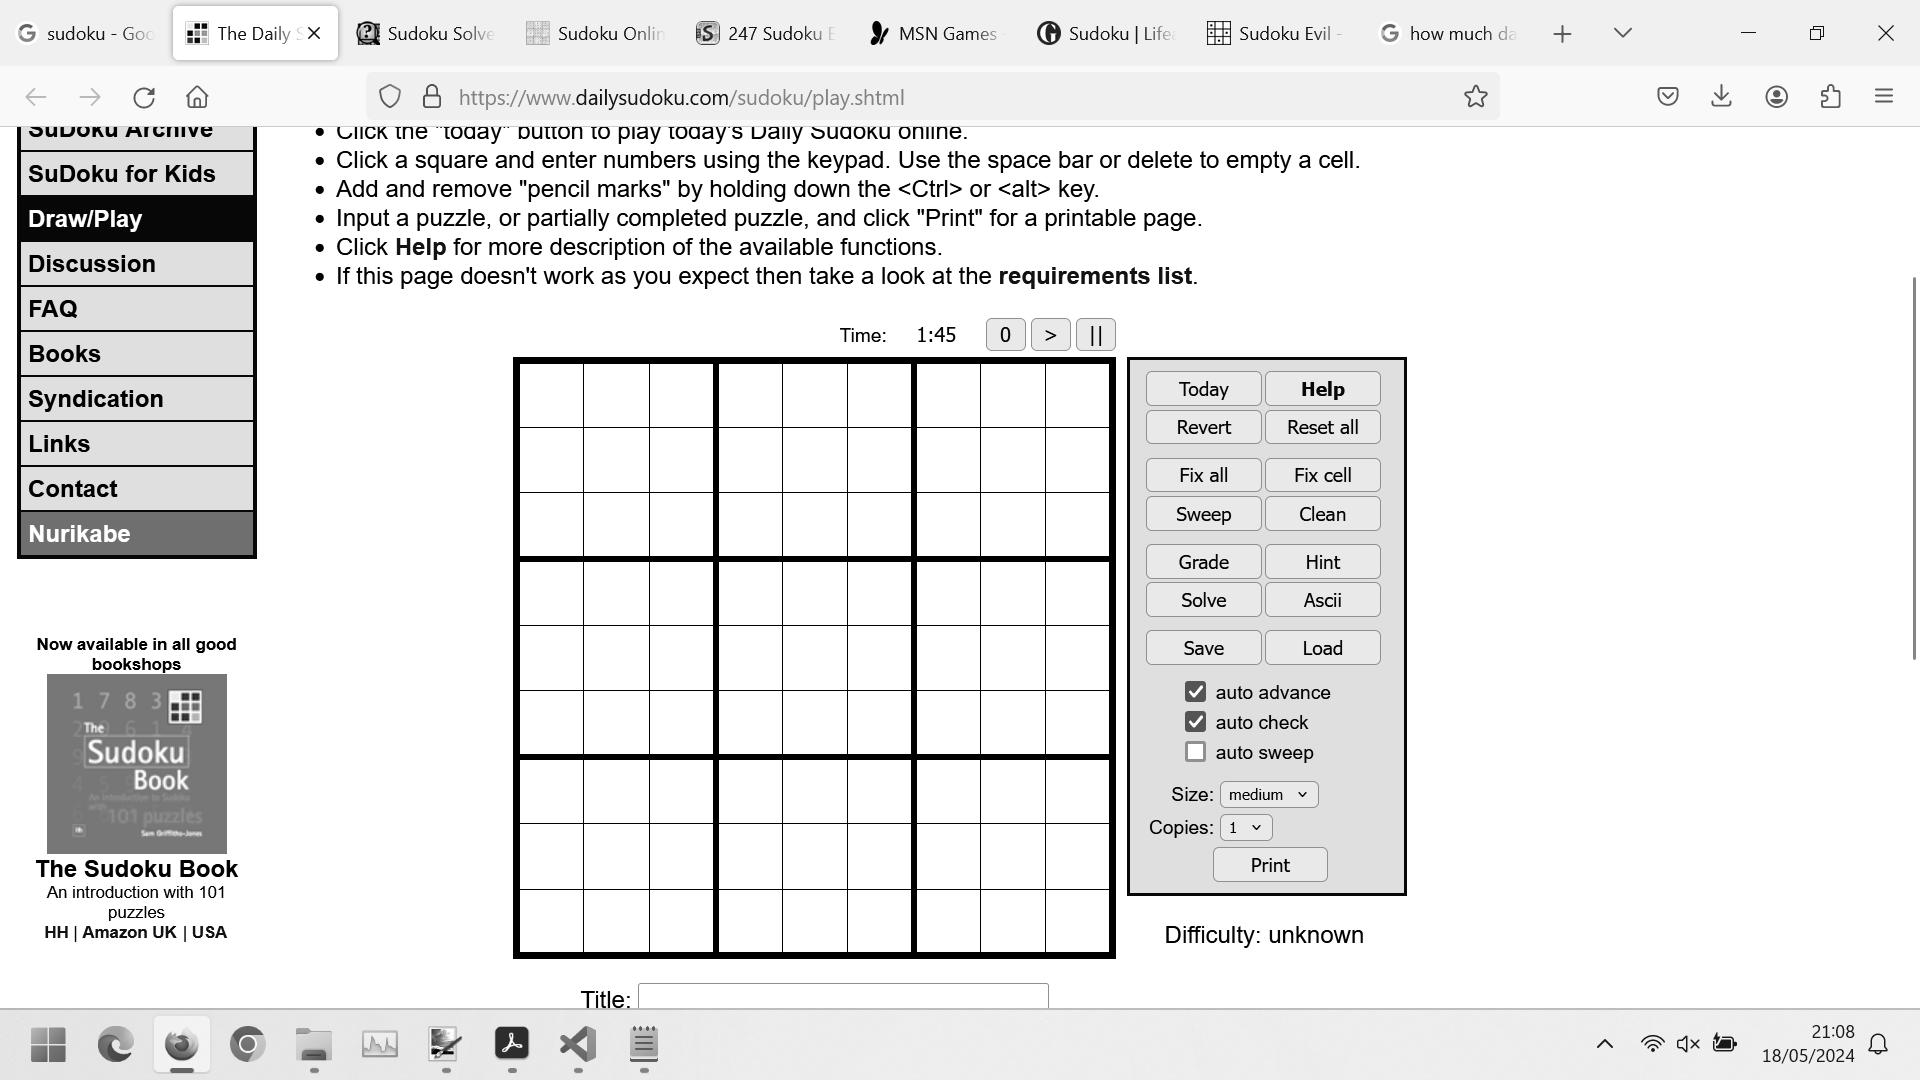 sudoku - Goo
The Daily S
Sudoku Solve
Sudoku Onlin
247 Sudoku E
MSN Games -
Sudoku | Life
Sudoku Evil -
how much da
https://www.dailysudoku.com/sudoku/play.shtml
SuDoku Archive
SuDoku for Kids
Draw/Play
Discussion
FAQ
Books
Syndication
Links
Contact
Nurikabe
Now available in all good
bookshops
1 7 8 3
The
Sudoku
Book
An introduction to Sudoku
with 101 puzzles
Sam Griffiths-Jones
The Sudoku Book
An introduction with 101
puzzles
HH | Amazon UK | USA
• Click the "today" button to play today's Daily Sudoku online.
• Click a square and enter numbers using the keypad. Use the space bar or delete to empty a cell.
• Add and remove "pencil marks" by holding down the <Ctrl> or <alt> key.
• Input a puzzle, or partially completed puzzle, and click "Print" for a printable page.
• Click Help for more description of the available functions.
• If this page doesn't work as you expect then take a look at the requirements list.
Time: 1:45 0 > ||
Today Help
Revert Reset all
Fix all Fix cell
Sweep Clean
Grade Hint
Solve Ascii
Save Load
auto advance
auto check
auto sweep
Size: medium
Copies: 1
Print
Difficulty: unknown
Title:
21:08
18/05/2024